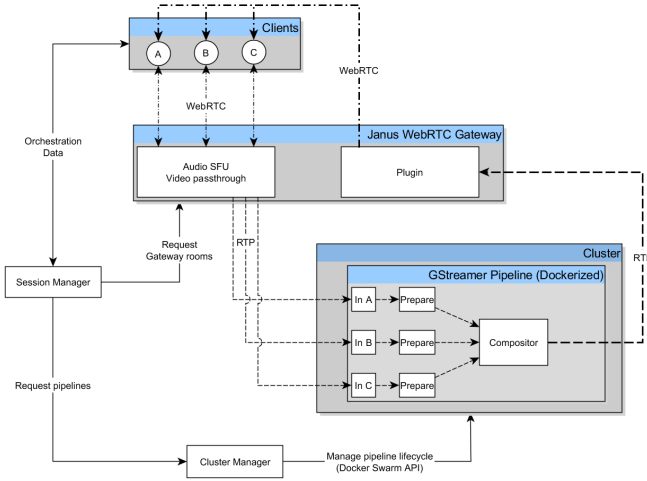 Clients
A
B
C
WebRTC
WebRTC
Orchestration
Data
Janus WebRTC Gateway
Audio SFU
Video passthrough
Plugin
Request
Gateway rooms
RTP
Cluster
RT
Session Manager
GStreamer Pipeline (Dockerized)
In A
Prepare
In B
Prepare
Compositor
In C
Prepare
Request pipelines
Cluster Manager
Manage pipeline lifecycle
(Docker Swarm API)